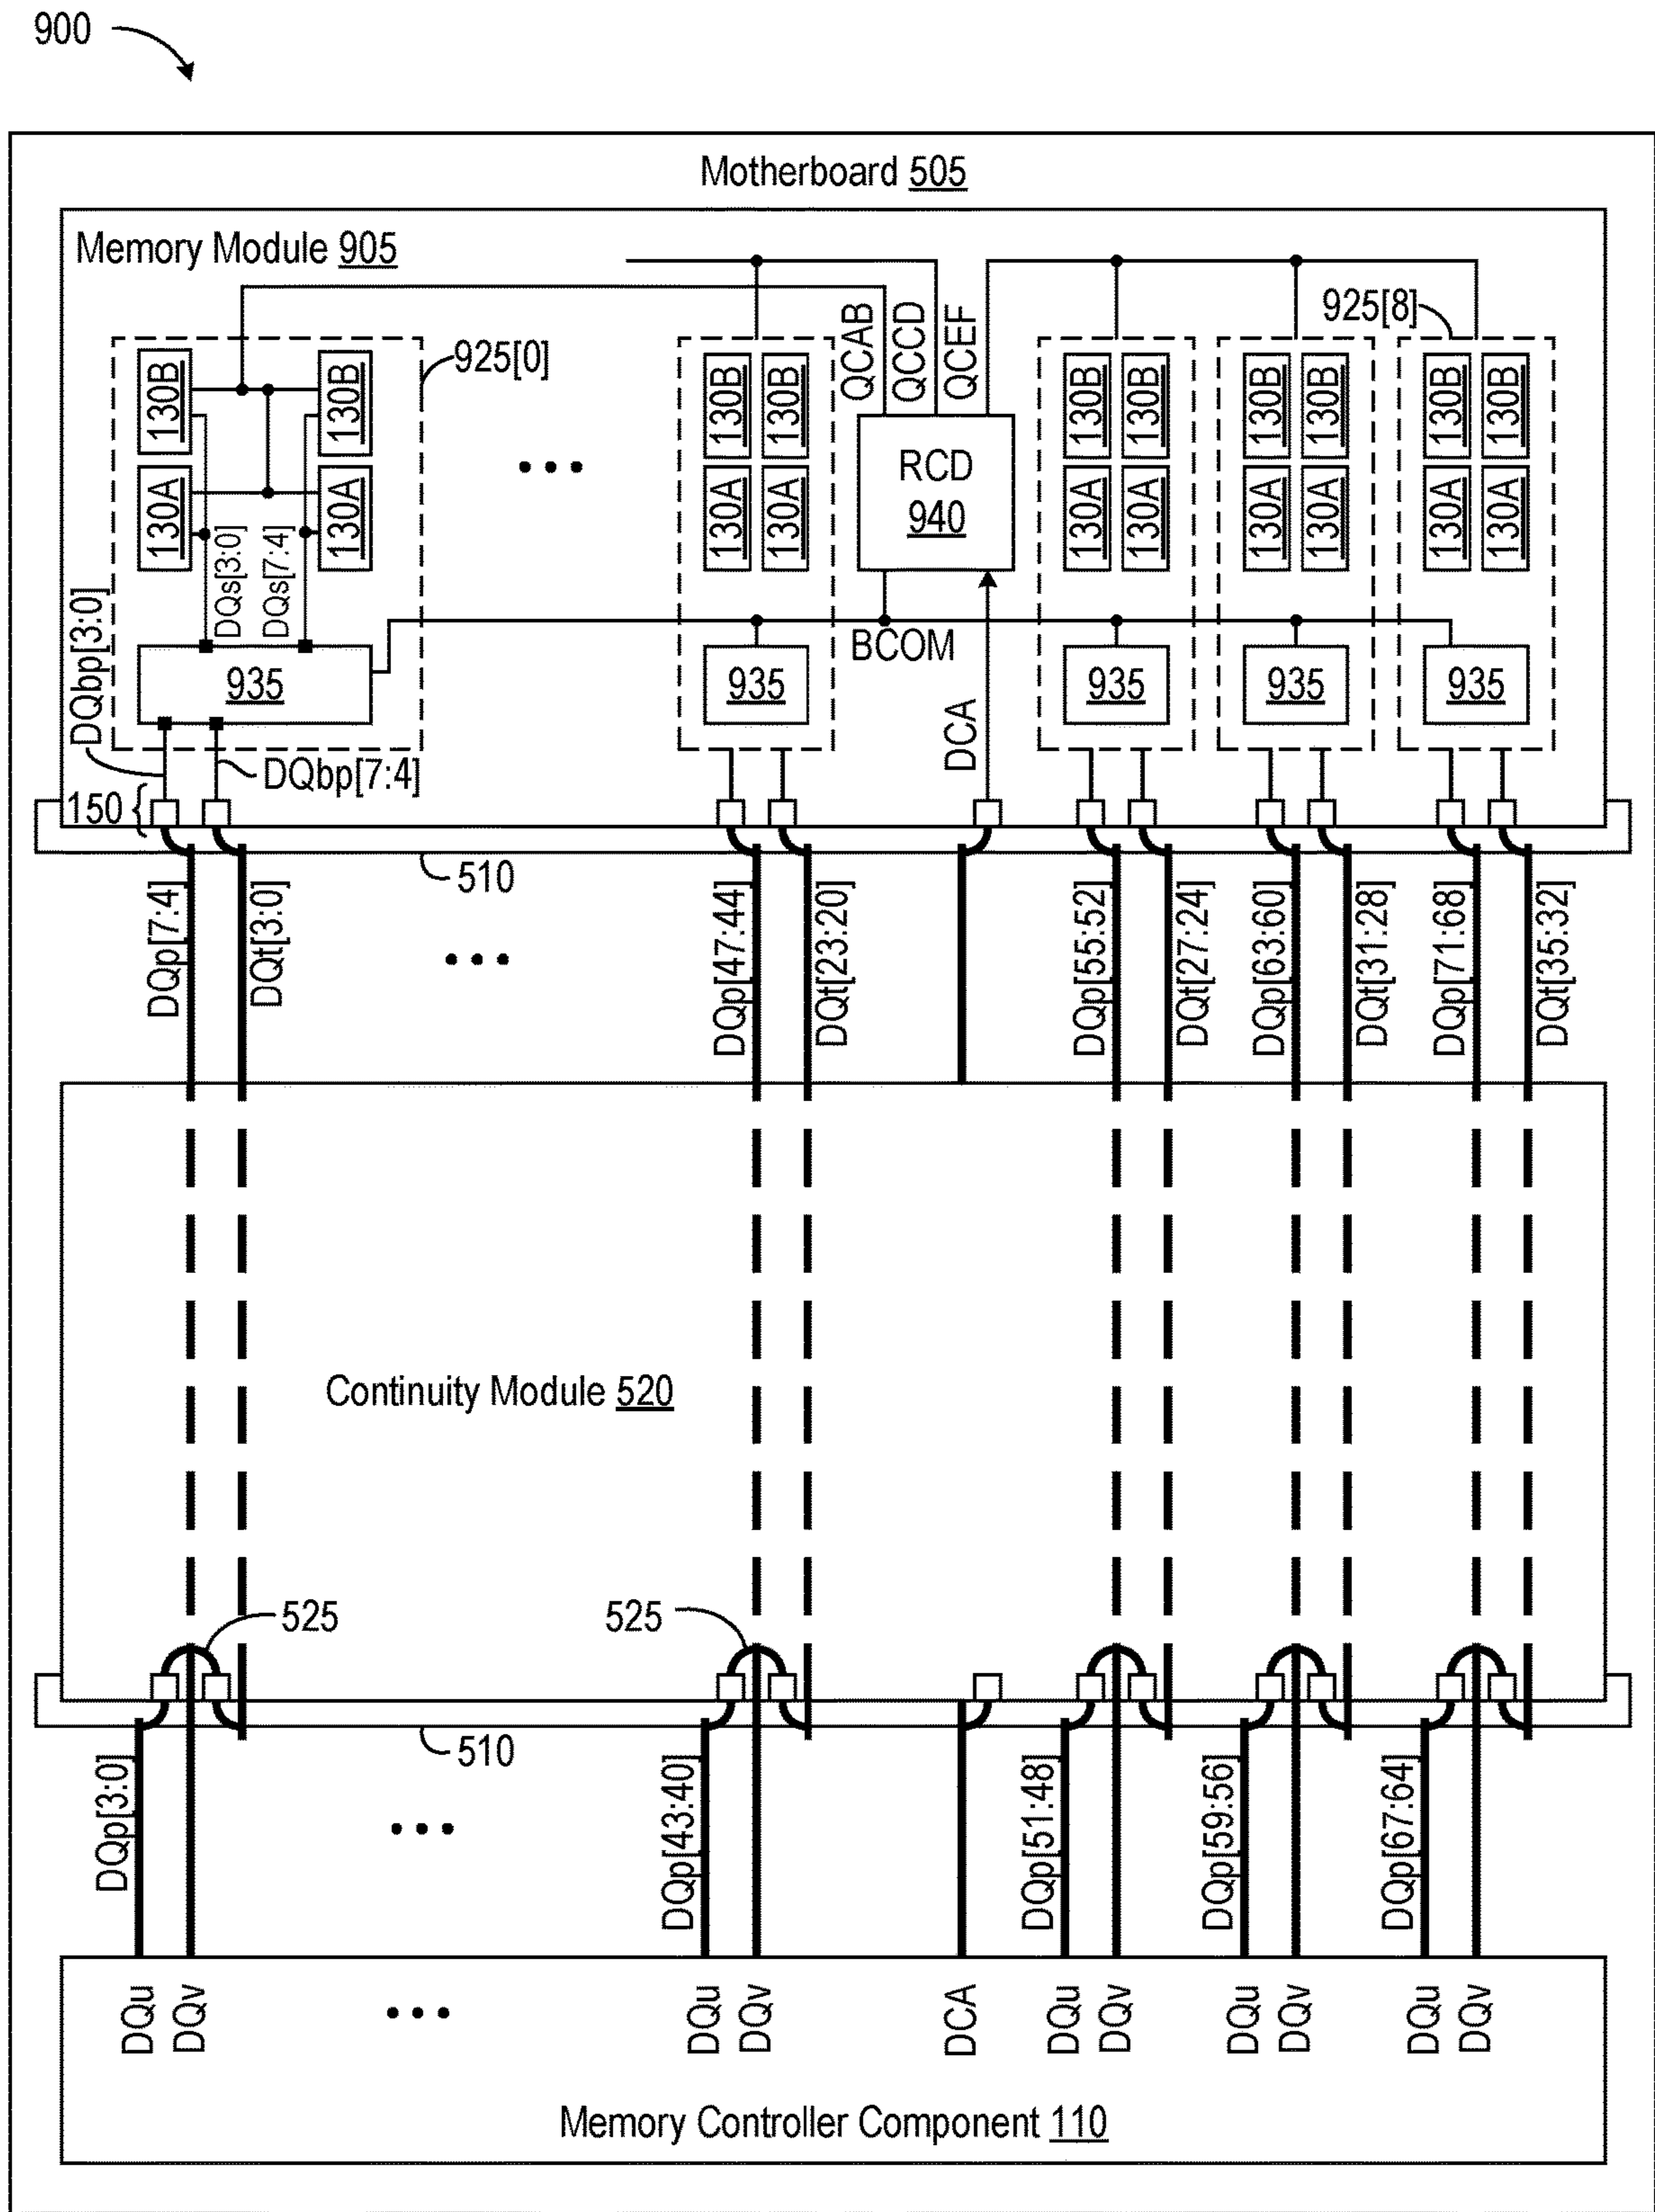 900
Motherboard 505
Memory Module 905
925[0]
925[8]
QCAB
QCCD
QCEF
130B
130B
130A
130A
130B
130B
130A
130A
RCD
940
130B
130B
130A
130A
130B
130B
130A
130A
130B
130B
130A
130A
DQs[3:0]
DQs[7:4]
DQbp[3:0]
935
935
BCOM
935
935
935
DCA
DQbp[7:4]
150
510
DQp[7:4]
DQt[3:0]
DQp[47:44]
DQt[23:20]
DQp[55:52]
DQt[27:24]
DQp[63:60]
DQt[31:28]
DQp[71:68]
DQt[35:32]
Continuity Module 520
525
525
510
DQp[3:0]
DQp[43:40]
DQp[51:48]
DQp[59:56]
DQp[67:64]
DQu
DQv
DQu
DQv
DCA
DQu
DQv
DQu
DQv
DQu
DQv
Memory Controller Component 110